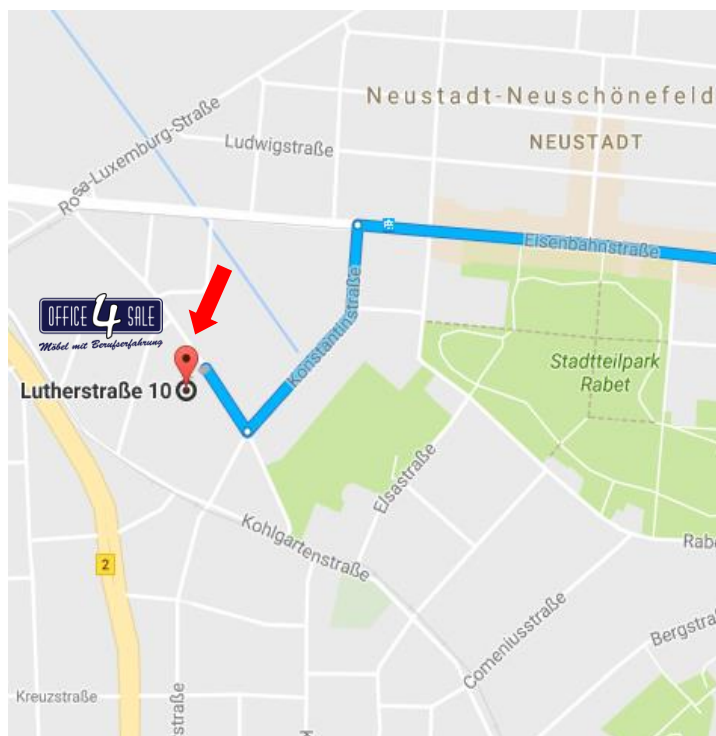 Neustadt-Neuschönefeld
NEUSTADT
Rosa-Luxemburg-Straße
Ludwigstraße
Eisenbahnstraße
OFFICE 4 SALE
Möbel mit Berufserfahrung
Konstantinstraße
Stadtteilpark
Rabet
Lutherstraße 10
Elsastraße
Kohlgartenstraße
Rabe
2
Comeniusstraße
Bergstra
Kreuzstraße
straße